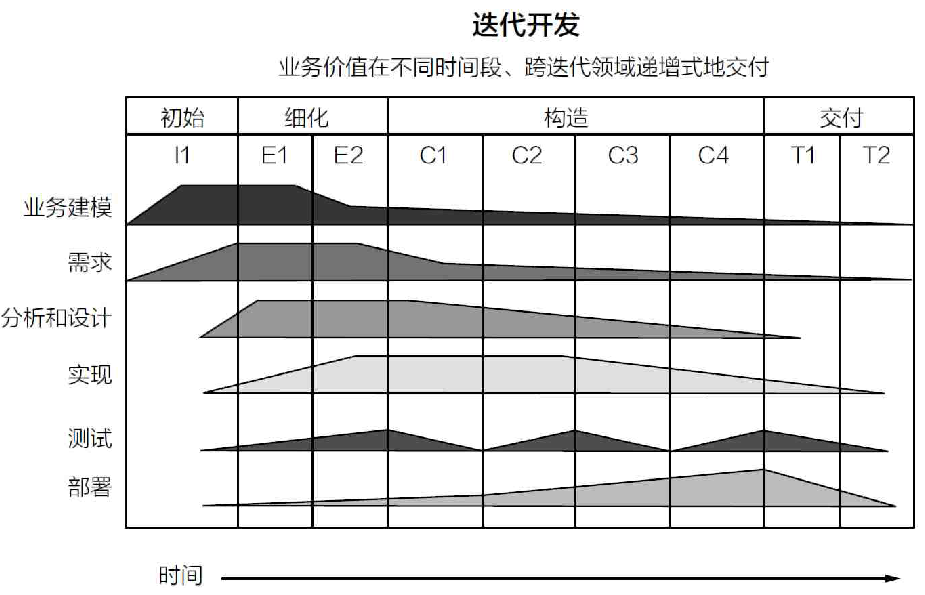 迭代开发
业务价值在不同时间段、跨迭代领域递增式地交付
初始 细化 构造 交付
I1 E1 E2 C1 C2 C3 C4 T1 T2
业务建模
需求
分析和设计
实现
测试
部署
时间